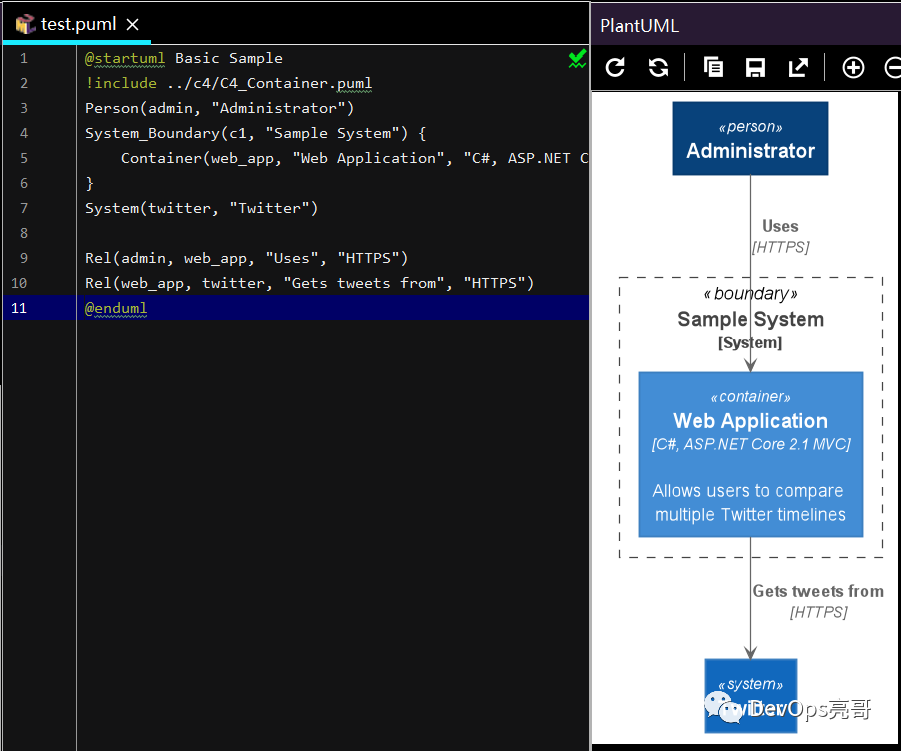 test.puml
PlantUML
1 @startuml Basic Sample
2 !include ../c4/C4_Container.puml
3 Person(admin, "Administrator")
4 System_Boundary(c1, "Sample System") {
5 Container(web_app, "Web Application", "C#, ASP.NET C
6 }
7 System(twitter, "Twitter")
8
9 Rel(admin, web_app, "Uses", "HTTPS")
10 Rel(web_app, twitter, "Gets tweets from", "HTTPS")
11 @enduml
«person»
Administrator
Uses
[HTTPS]
«boundary»
Sample System
[System]
«container»
Web Application
[C#, ASP.NET Core 2.1 MVC]
Allows users to compare
multiple Twitter timelines
Gets tweets from
[HTTPS]
«system»
Twitter
DevOps亮哥